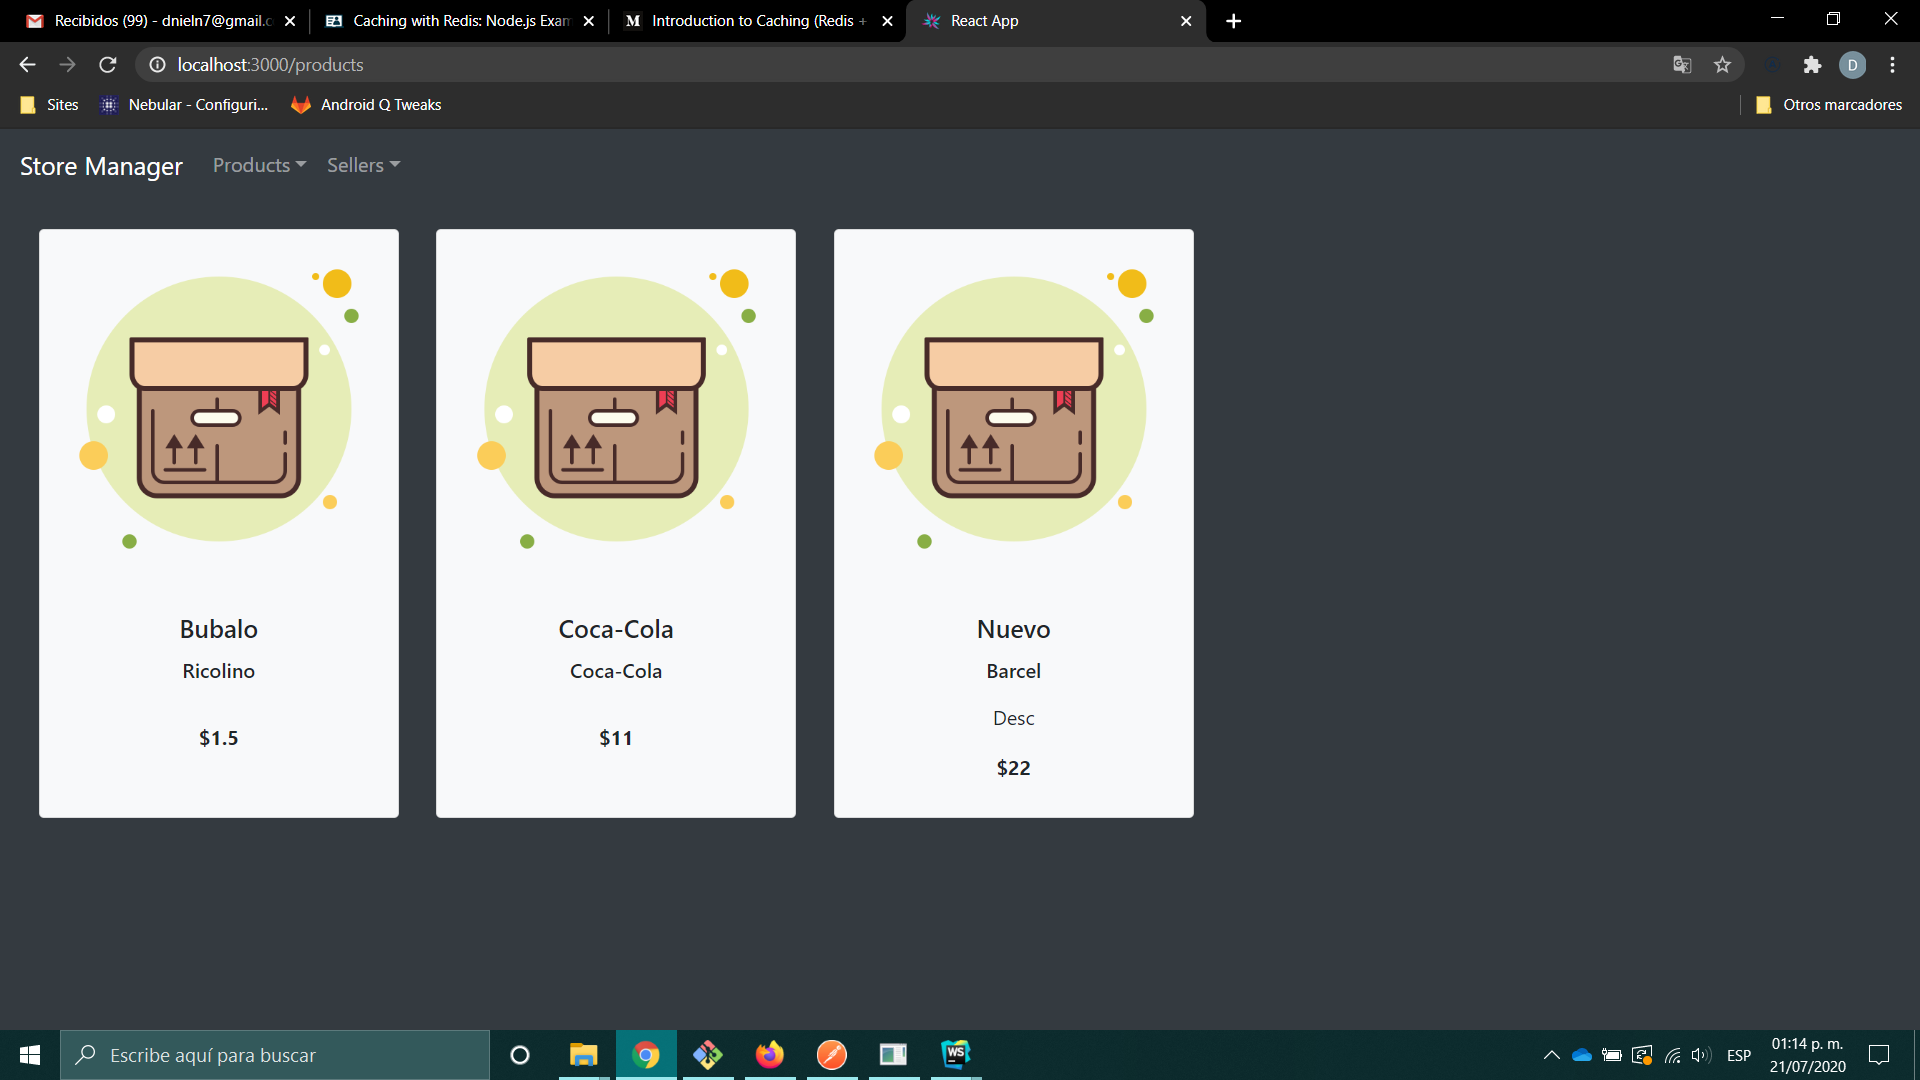 Recibidos (99) - dnieln7@gmail.c
Caching with Redis: Node.js Exam
M Introduction to Caching (Redis +
React App
localhost:3000/products
D
Sites
Nebular - Configuri...
Android Q Tweaks
Otros marcadores
Store Manager
Products
Sellers
Bubalo
Ricolino
$1.5
Coca-Cola
Coca-Cola
$11
Nuevo
Barcel
Desc
$22
Escribe aquí para buscar
WS
ESP
01:14 p. m.
21/07/2020